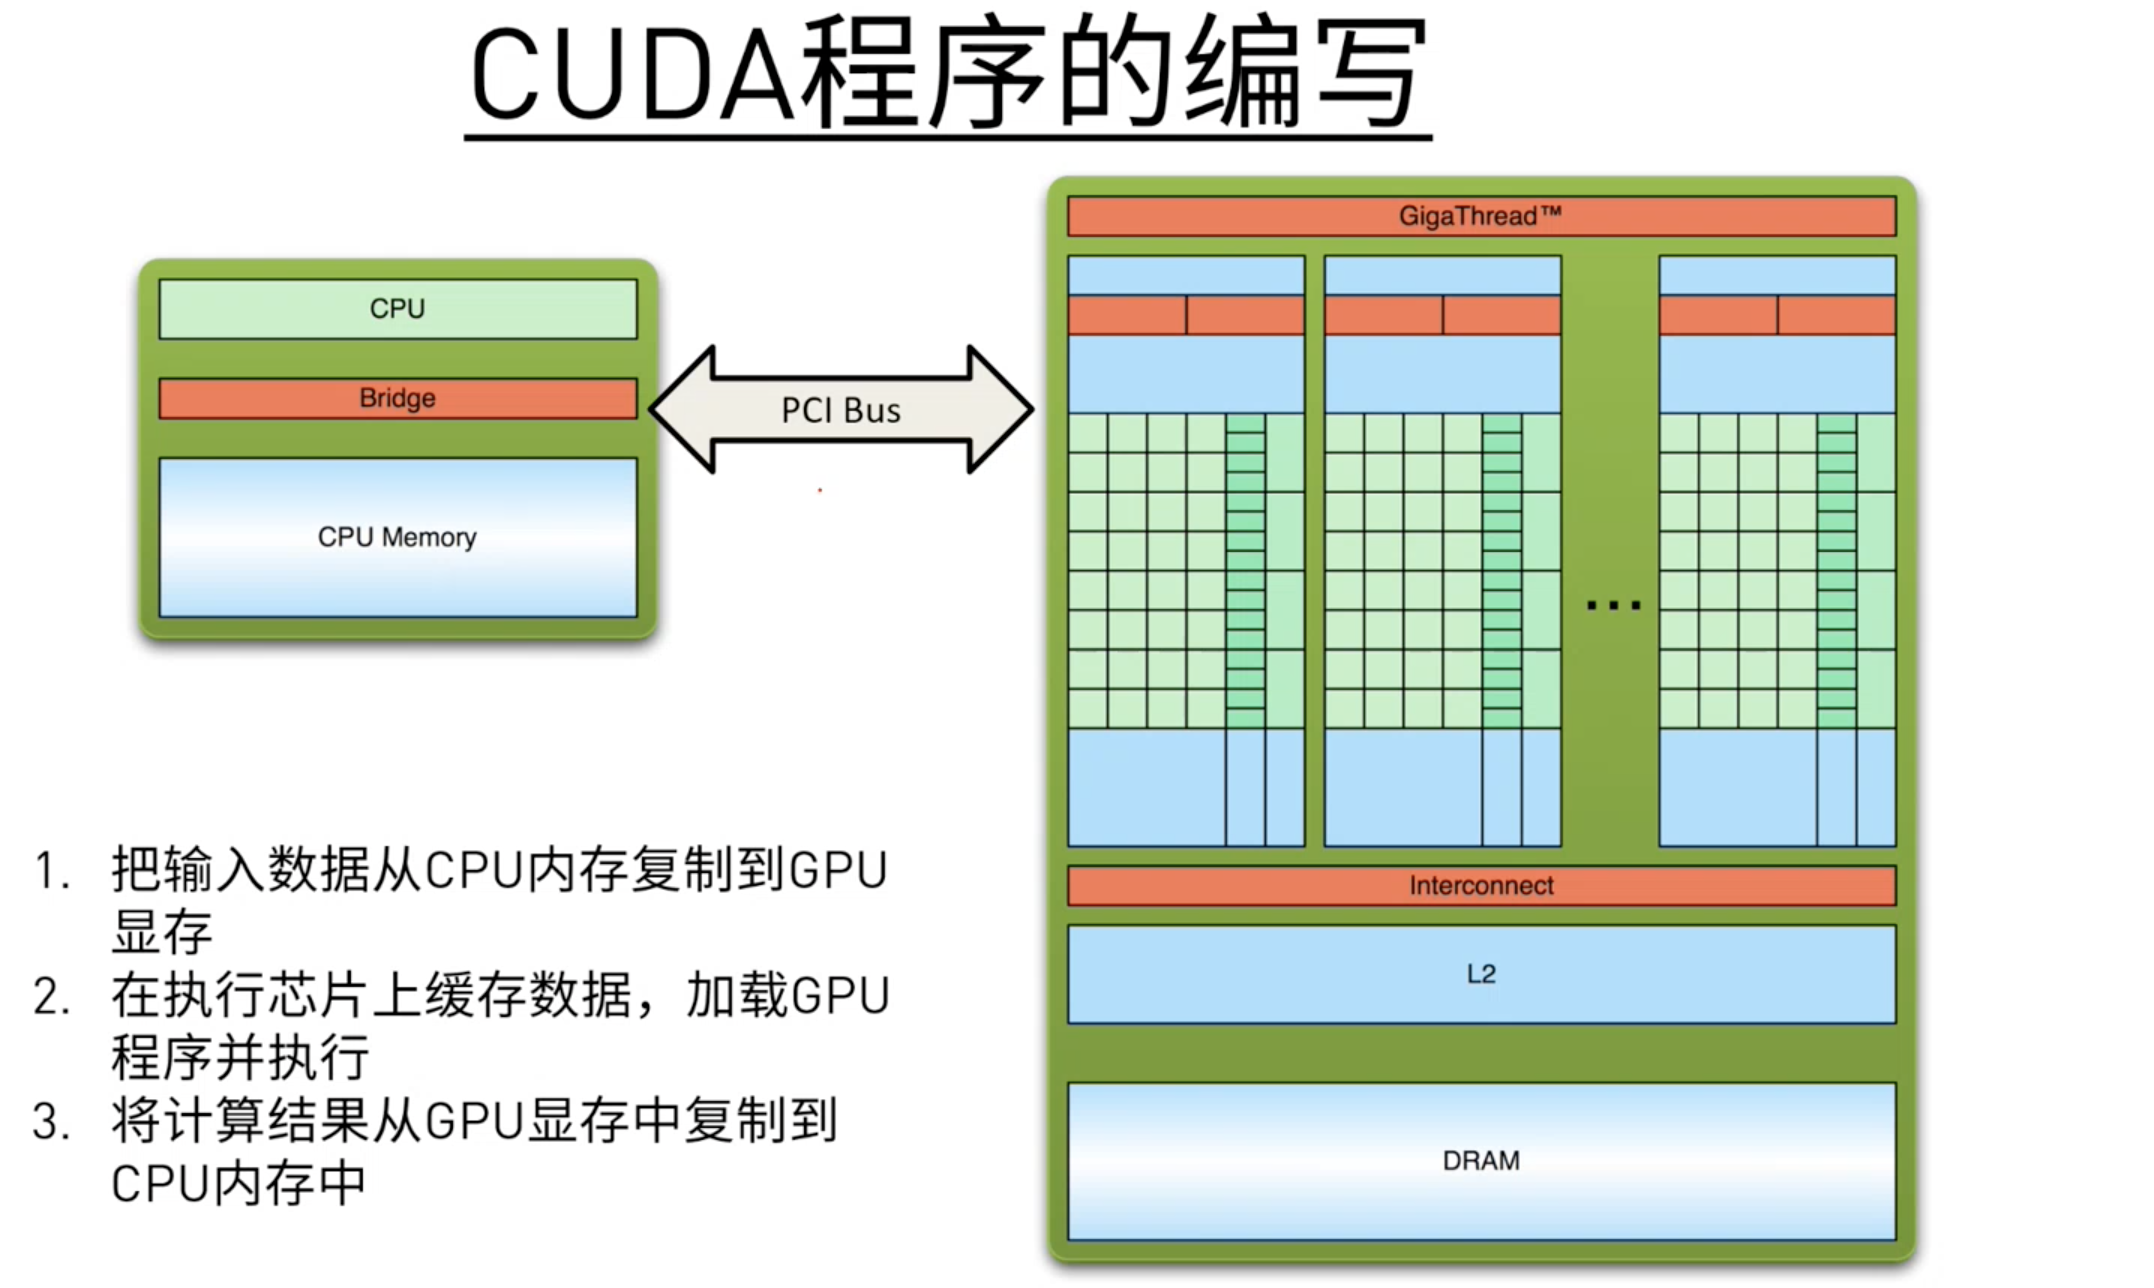 CUDA程序的编写
GigaThread™
CPU
Bridge
PCI Bus
CPU Memory
...
1. 把输入数据从CPU内存复制到GPU
显存
2. 在执行芯片上缓存数据，加载GPU
程序并执行
3. 将计算结果从GPU显存中复制到
CPU内存中
Interconnect
L2
DRAM